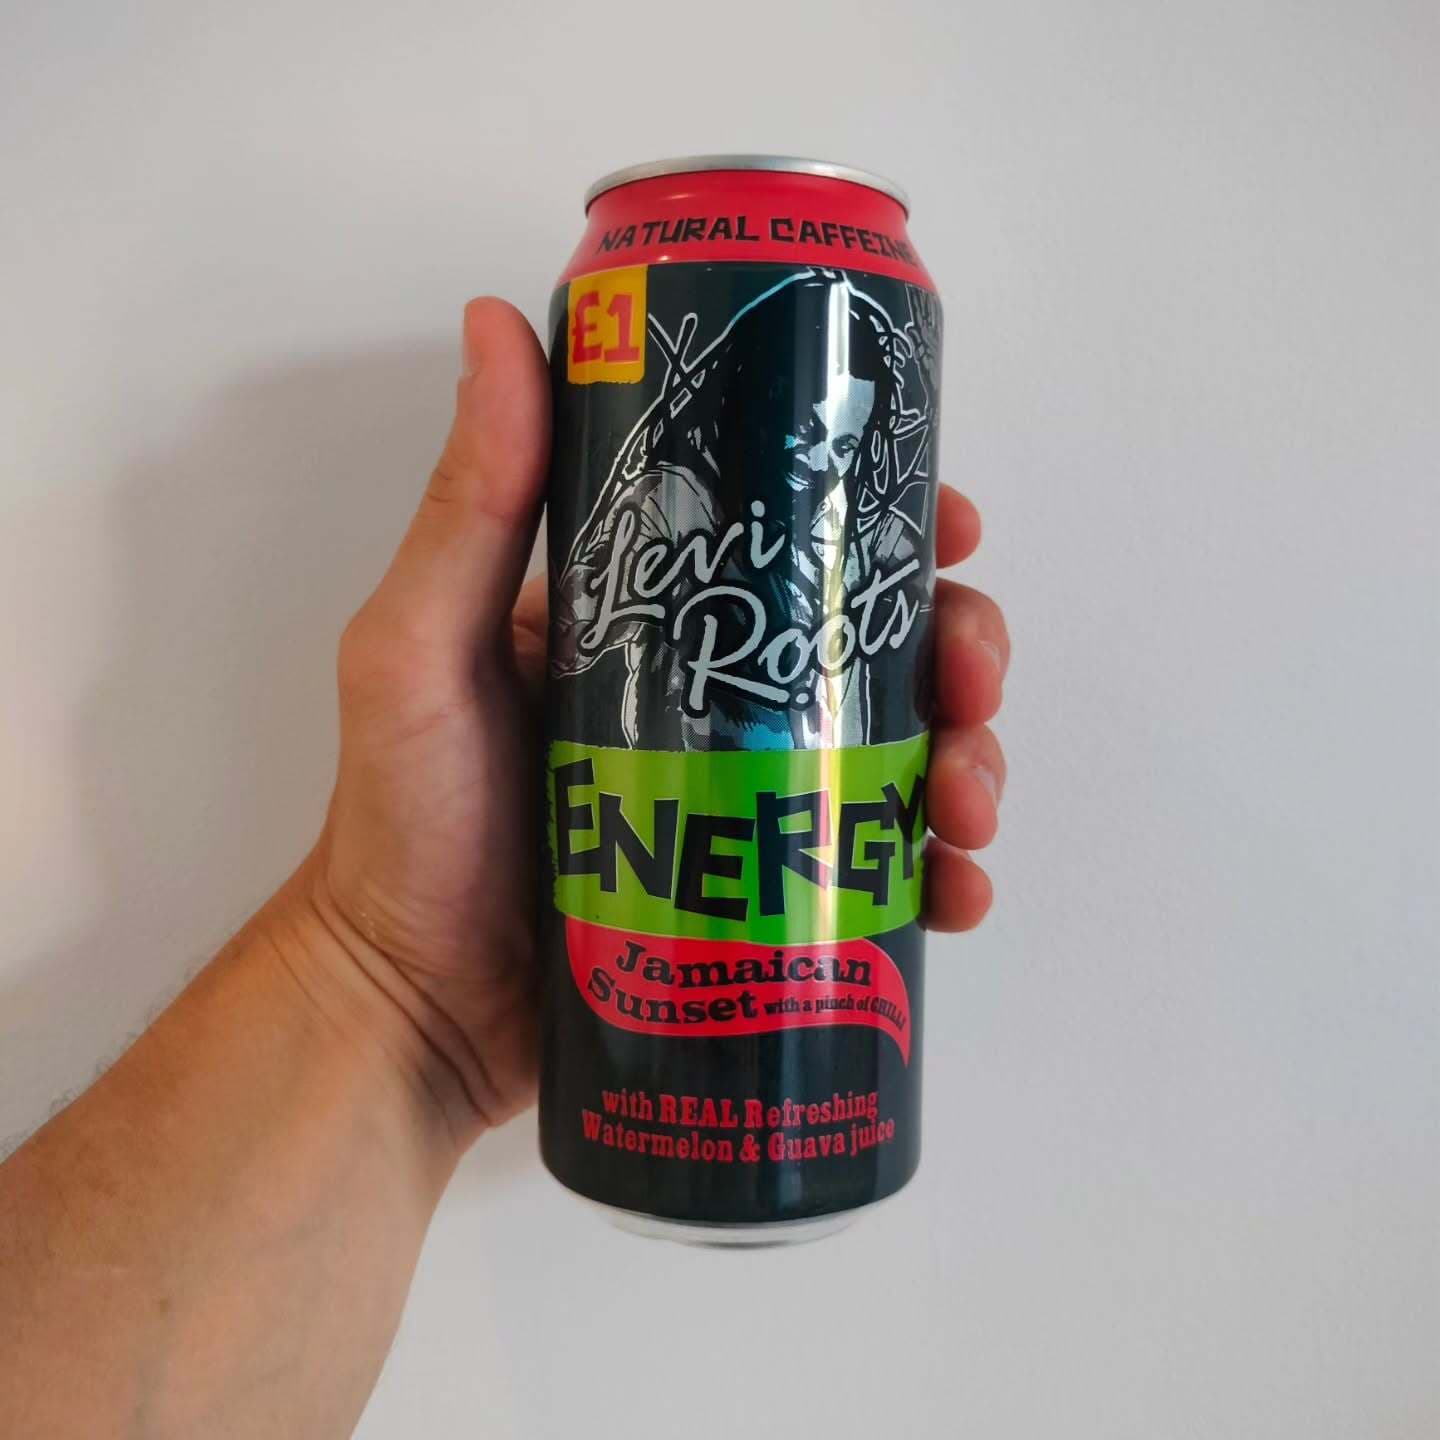 NATURAL CAFFEINE
£1
Levi
Roots
ENERGY
Jamaican
Sunset with a pinch of CHILLI
with REAL Refreshing
Watermelon & Guava juice